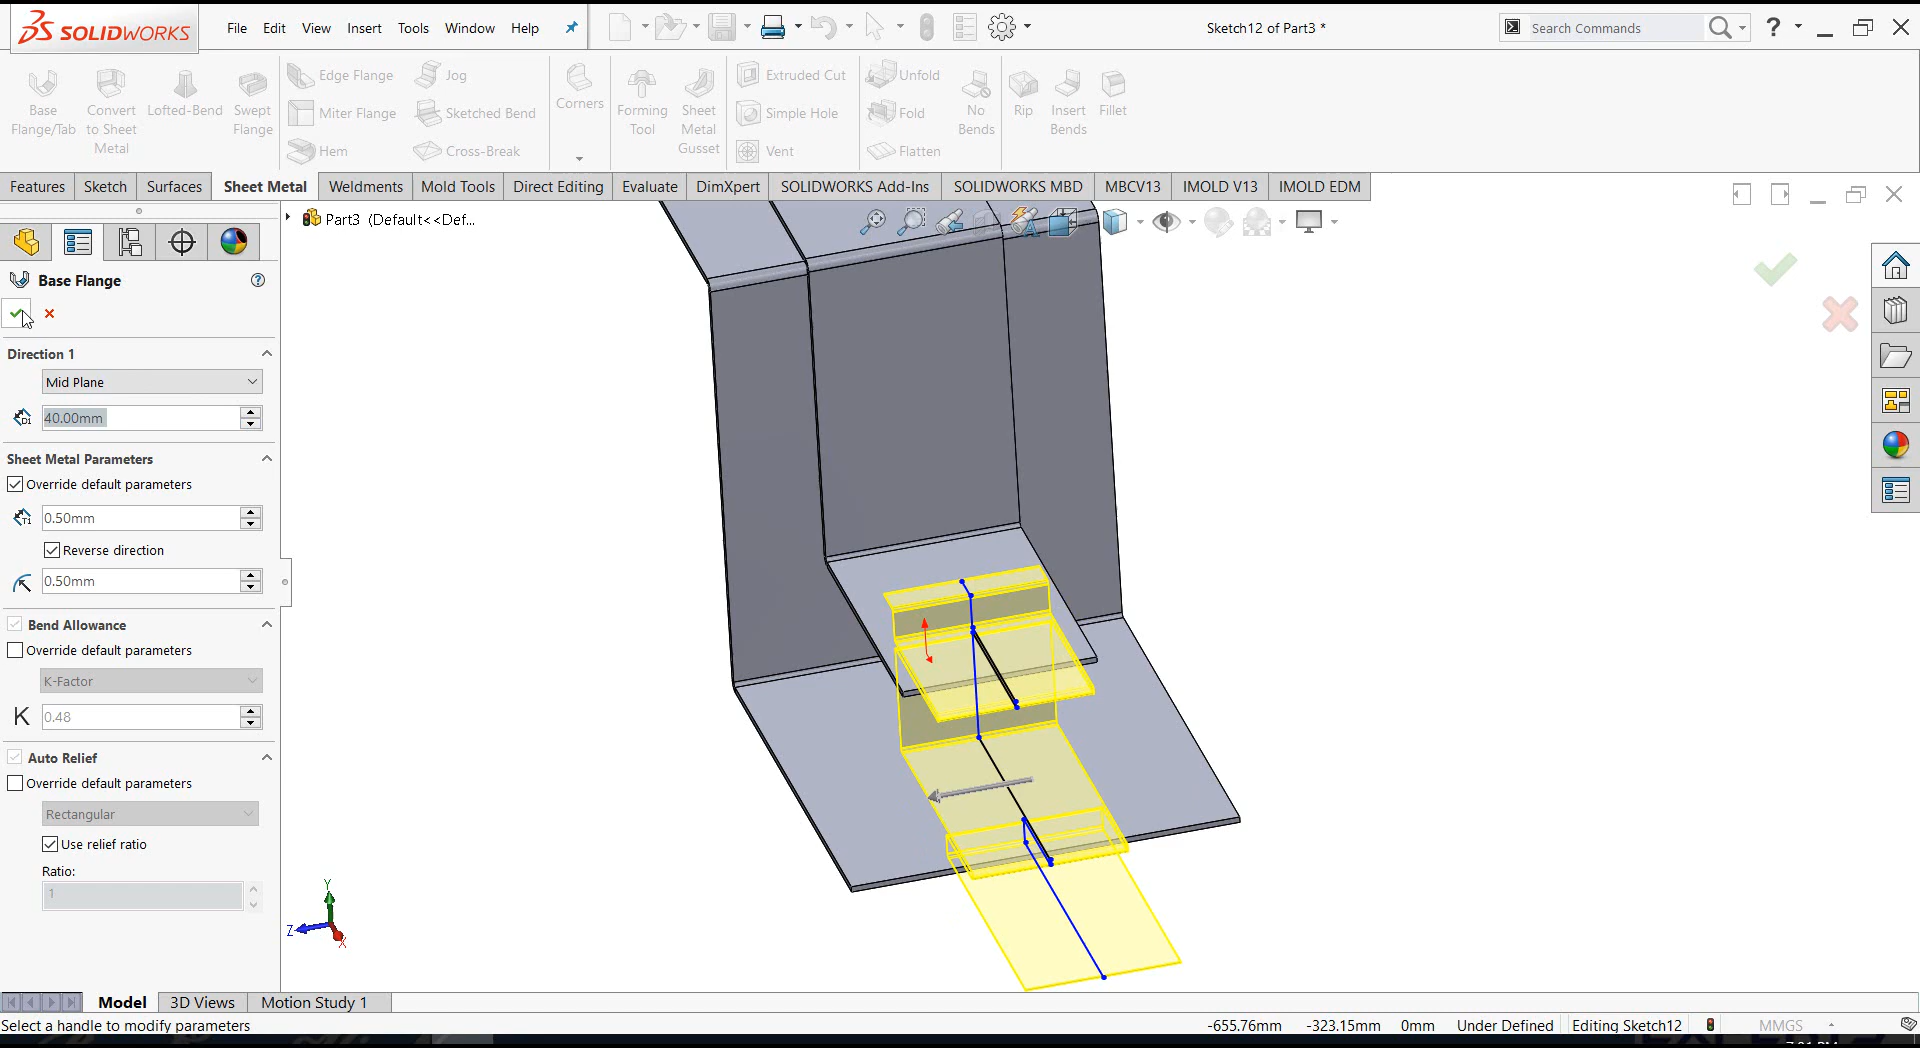 SOLIDWORKS
File Edit View Insert Tools Window Help
Sketch12 of Part3 *
Search Commands
?
Base Flange/Tab
Convert to Sheet Metal
Lofted-Bend
Swept Flange
Edge Flange
Miter Flange
Hem
Jog
Sketched Bend
Cross-Break
Corners
Forming Tool
Sheet Metal Gusset
Extruded Cut
Simple Hole
Vent
Unfold
Fold
Flatten
No Bends
Rip
Insert Bends
Fillet
Features Sketch Surfaces Sheet Metal Weldments Mold Tools Direct Editing Evaluate DimXpert SOLIDWORKS Add-Ins SOLIDWORKS MBD MBCV13 IMOLD V13 IMOLD EDM
Part3 (Default<<Def...
Base Flange
Direction 1
Mid Plane
D1
40.00mm
Sheet Metal Parameters
Override default parameters
T1
0.50mm
Reverse direction
0.50mm
Bend Allowance
Override default parameters
K-Factor
K 0.48
Auto Relief
Override default parameters
Rectangular
Use relief ratio
Ratio:
1
Y
Z
X
Model 3D Views Motion Study 1
Select a handle to modify parameters
-655.76mm -323.15mm 0mm Under Defined Editing Sketch12 MMGS